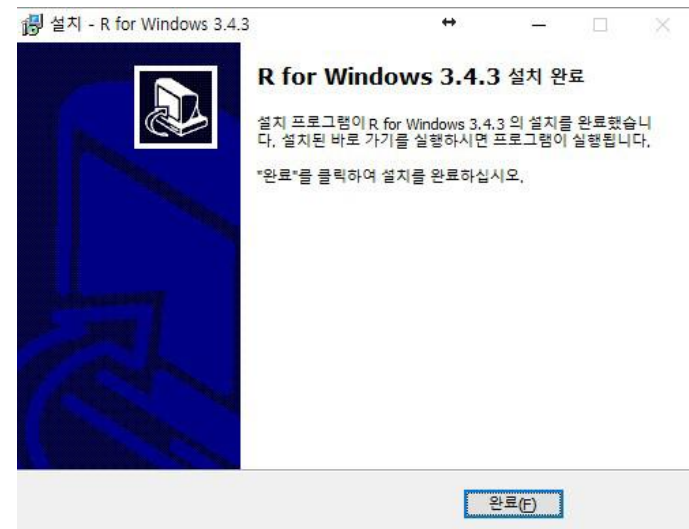 설치 - R for Windows 3.4.3
R for Windows 3.4.3 설치 완료
설치 프로그램이 R for Windows 3.4.3 의 설치를 완료했습니
다. 설치된 바로 가기를 실행하시면 프로그램이 실행됩니다.
"완료"를 클릭하여 설치를 완료하십시오.
완료(F)